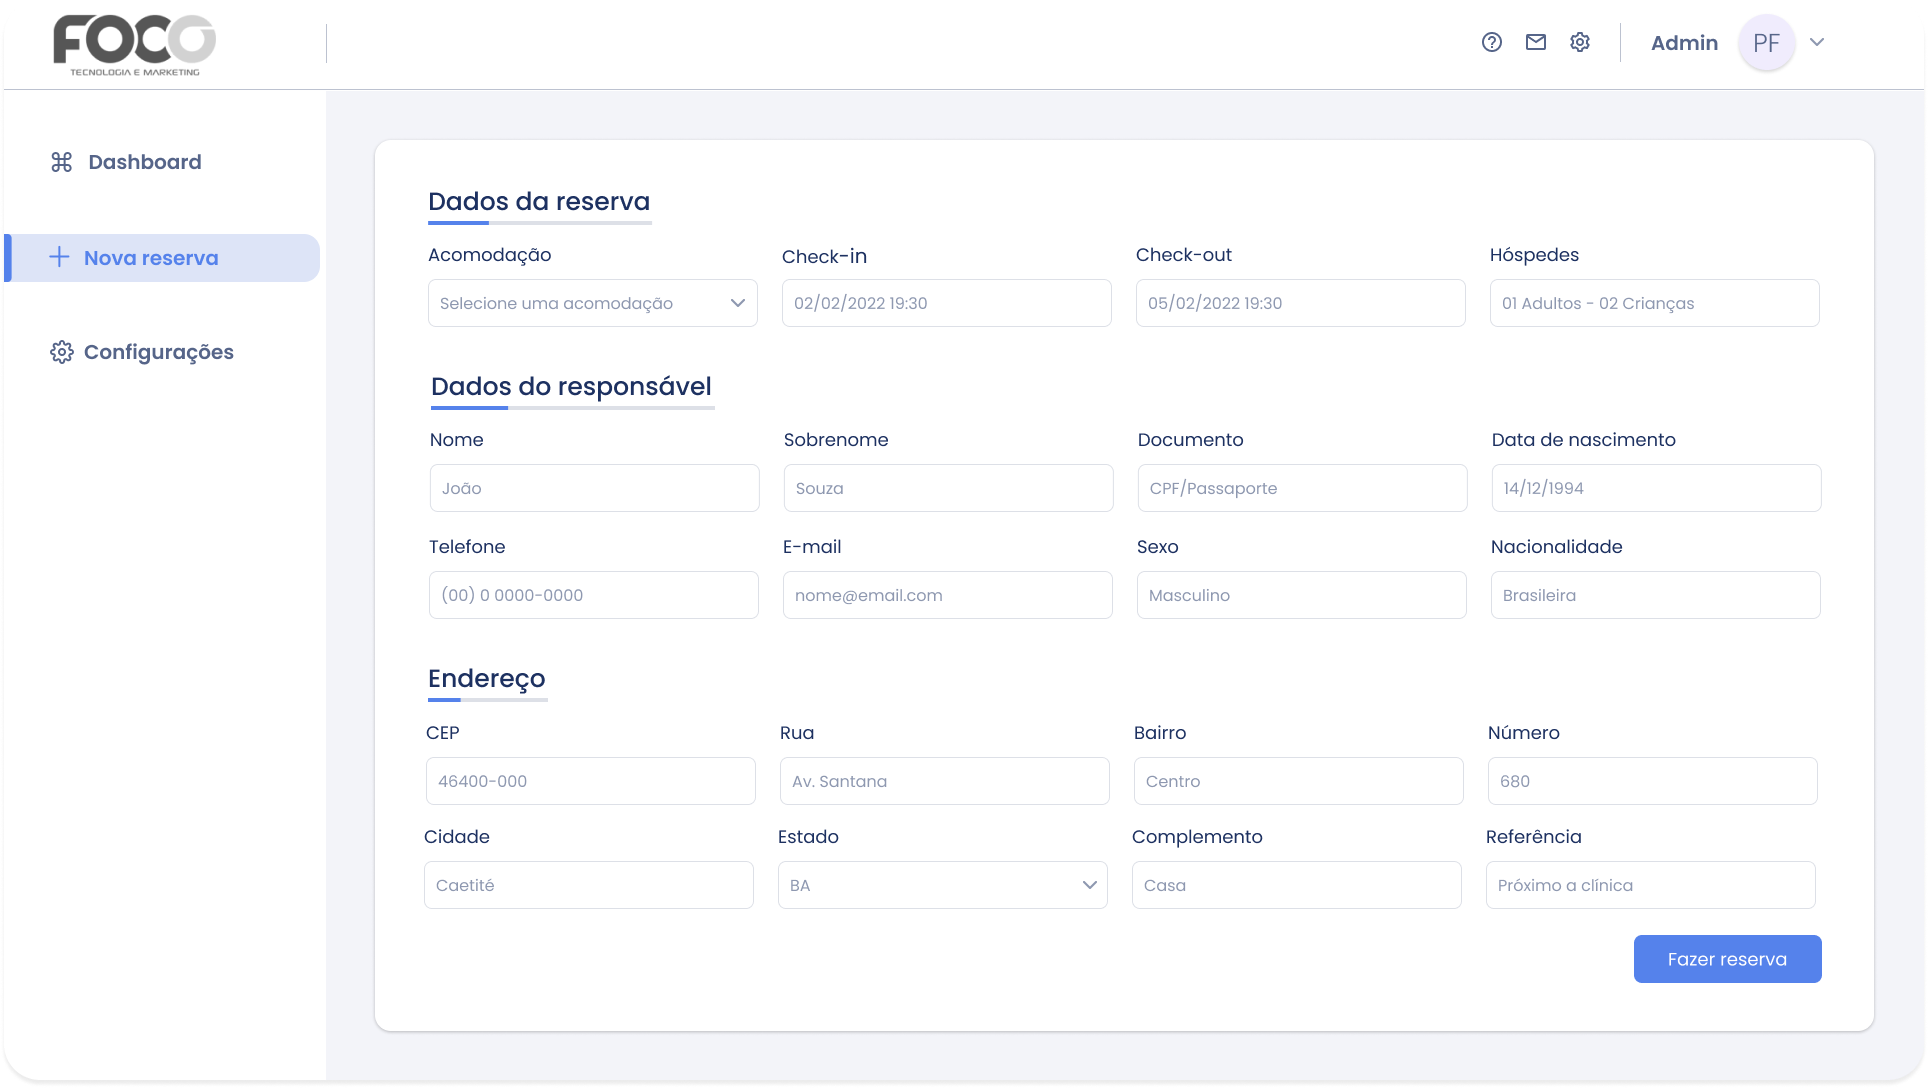 FOCO
TECNOLOGIA E MARKETING
Admin
PF
Dashboard
Nova reserva
Configurações
Dados da reserva
Acomodação
Check-in
Check-out
Hóspedes
Selecione uma acomodação
02/02/2022 19:30
05/02/2022 19:30
01 Adultos - 02 Crianças
Dados do responsável
Nome
Sobrenome
Documento
Data de nascimento
João
Souza
CPF/Passaporte
14/12/1994
Telefone
E-mail
Sexo
Nacionalidade
(00) 0 0000-0000
nome@email.com
Masculino
Brasileira
Endereço
CEP
Rua
Bairro
Número
46400-000
Av. Santana
Centro
680
Cidade
Estado
Complemento
Referência
Caetité
BA
Casa
Próximo a clínica
Fazer reserva